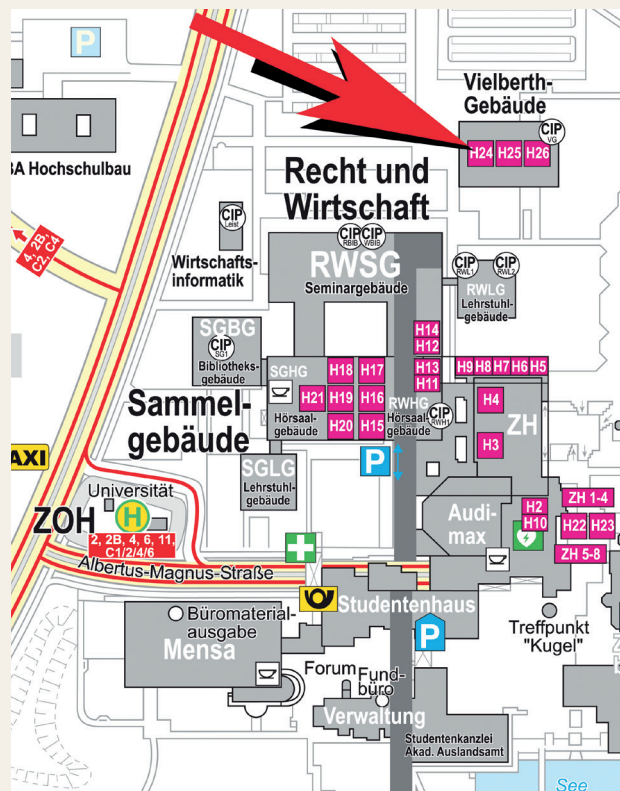 P
Vielberth-
Gebäude
CIP
VG
H24 H25 H26
BA Hochschulbau
Recht und
Wirtschaft
CIP
Leist
CIP CIP
RBIB WBIB
4, 2B,
C2, C4
Wirtschafts-
informatik
RWSG
Seminargebäude
CIP CIP
RWL1 RWL2
RWLG
Lehrstuhl-
gebäude
SGBG
CIP
SG1
Bibliotheks-
gebäude
H14
H12
SGHG
H18 H17
H13
H9 H8 H7 H6 H5
H11
H21 H19 H16
RWHG
H4
Sammel-
gebäude
Hörsaal-
gebäude
H20 H15
Hörsaal-
gebäude
CIP
RWH1
ZH
H3
AXI
SGLG
Lehrstuhl-
gebäude
P
Universität
ZOH
H
2, 2B, 4, 6, 11,
C1/2/4/6
Audi-
max
H2
H10
ZH 1-4
H22 H23
ZH 5-8
Albertus-Magnus-Straße
Studentenhaus
Büromaterial-
ausgabe
Mensa
P
Treffpunkt
"Kugel"
Forum
Fund-
büro
Verwaltung
Studentenkanzlei
Akad. Auslandsamt
See